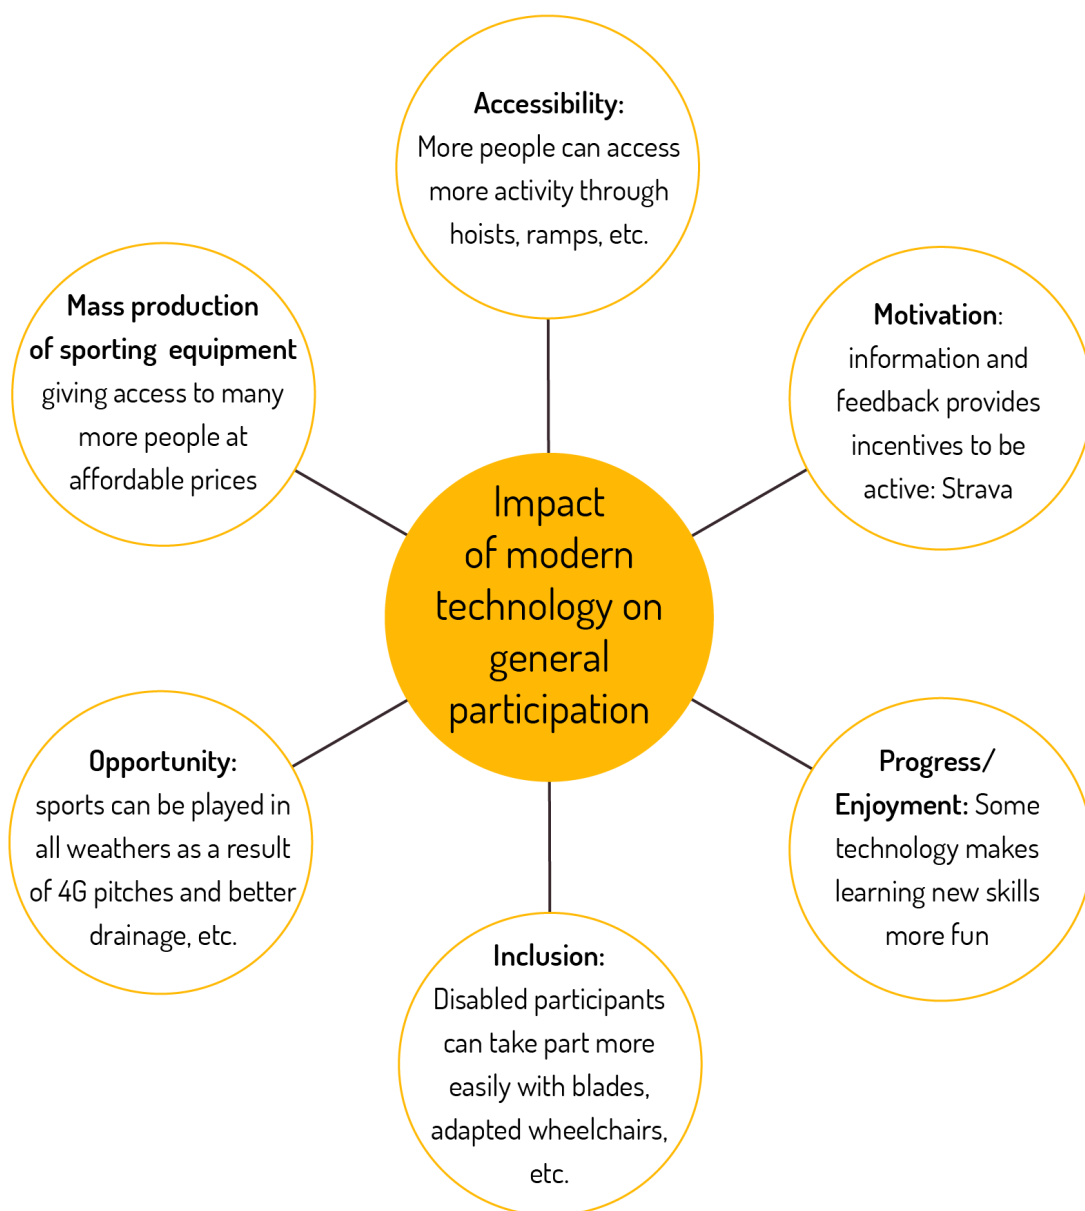 Accessibility:
More people can access
more activity through
hoists, ramps, etc.
Mass production
of sporting equipment
giving access to many
more people at
affordable prices
Motivation:
information and
feedback provides
incentives to be
active: Strava
Impact
of modern
technology on
general
participation
Opportunity:
sports can be played in
all weathers as a result
of 4G pitches and better
drainage, etc.
Progress/
Enjoyment: Some
technology makes
learning new skills
more fun
Inclusion:
Disabled participants
can take part more
easily with blades,
adapted wheelchairs,
etc.